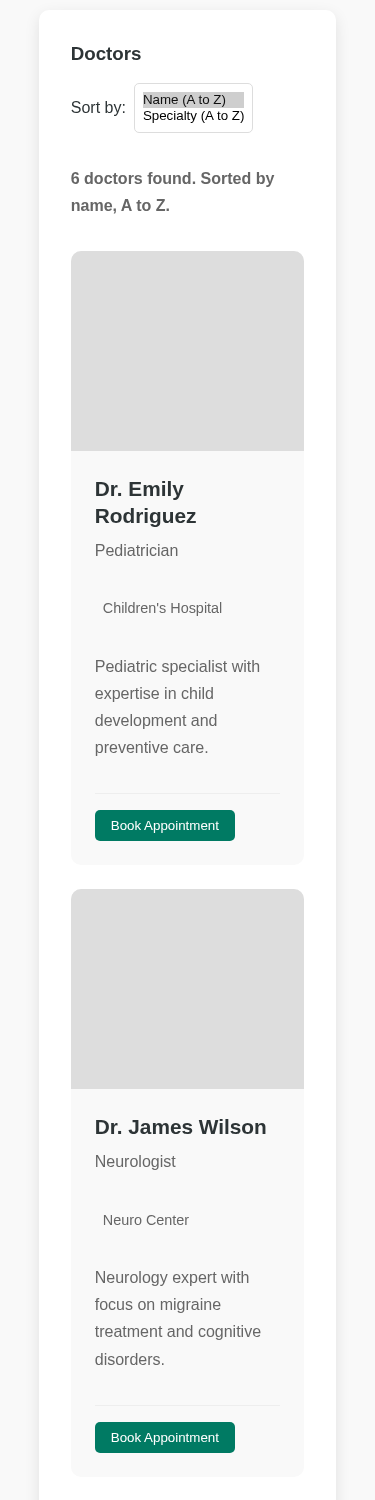 Doctors
Sort by:
Name (A to Z)
Specialty (A to Z)
6 doctors found. Sorted by
name, A to Z.
Dr. Emily
Rodriguez
Pediatrician
Children's Hospital
Pediatric specialist with
expertise in child
development and
preventive care.
Book Appointment
Dr. James Wilson
Neurologist
Neuro Center
Neurology expert with
focus on migraine
treatment and cognitive
disorders.
Book Appointment